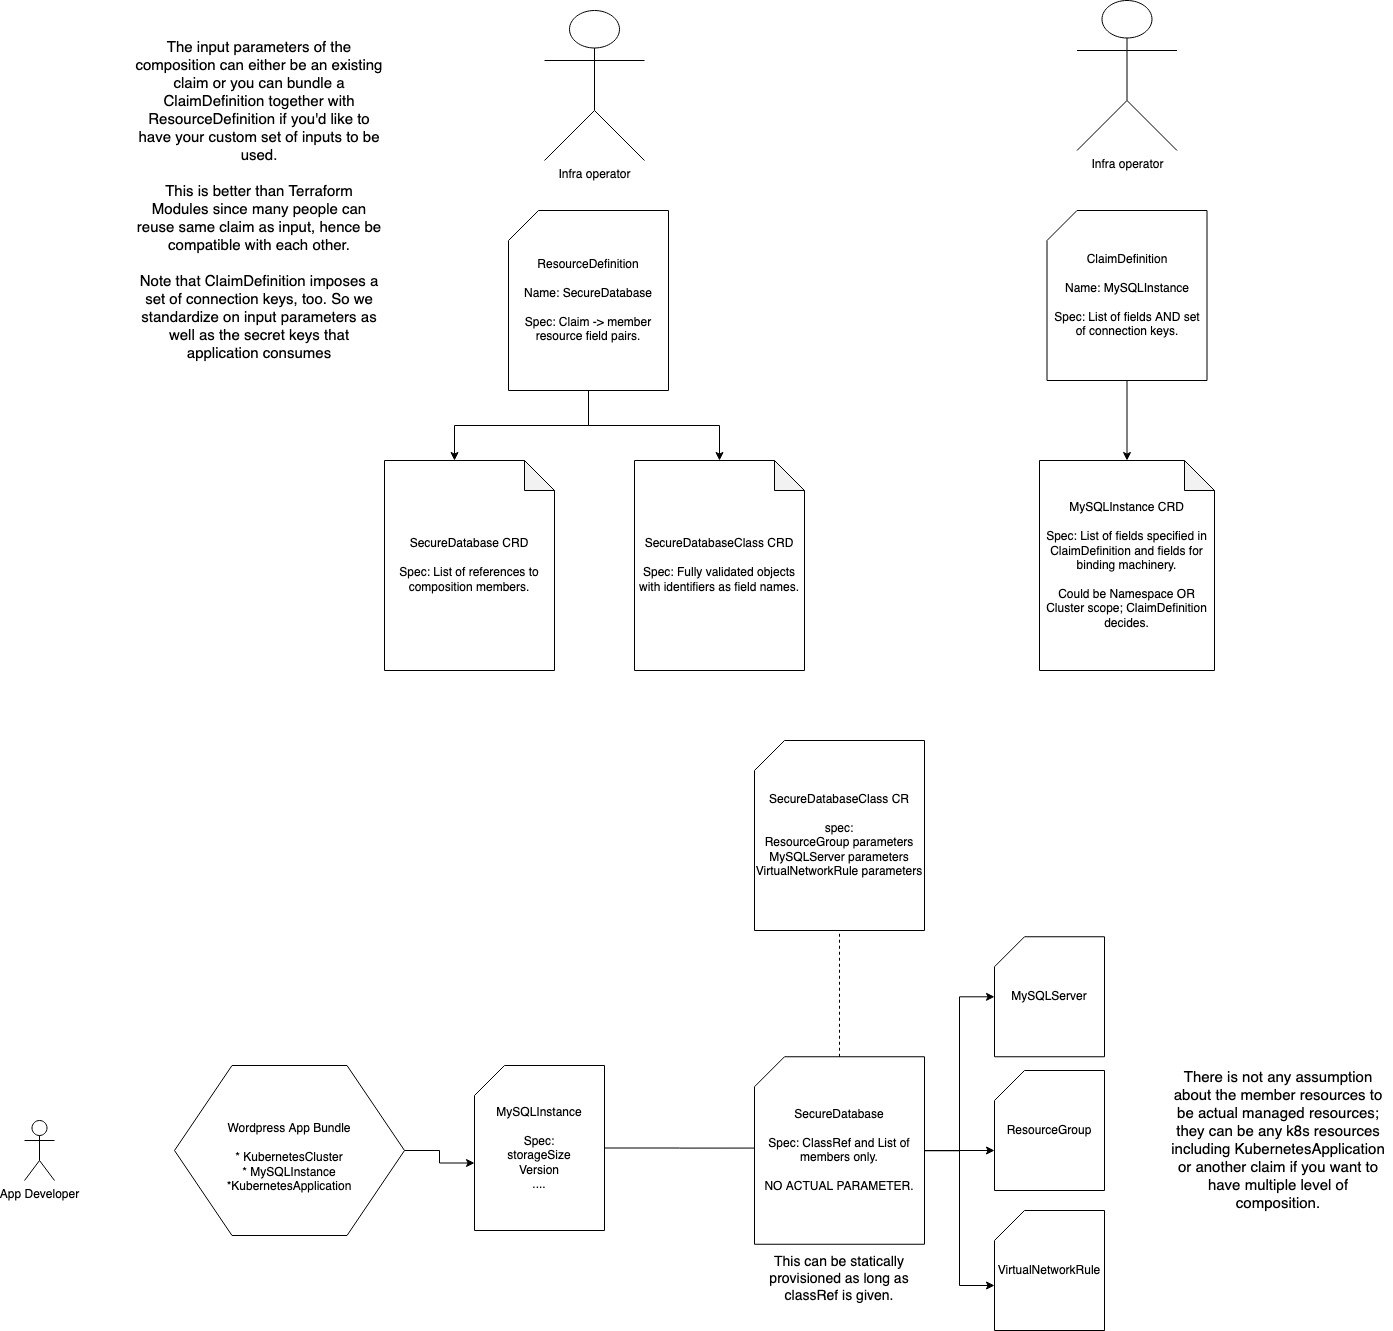 The input parameters of the
composition can either be an existing
claim or you can bundle a
ClaimDefinition together with
ResourceDefinition if you'd like to
have your custom set of inputs to be
used.
This is better than Terraform
Modules since many people can
reuse same claim as input, hence be
compatible with each other.
Note that ClaimDefinition imposes a
set of connection keys, too. So we
standardize on input parameters as
well as the secret keys that
application consumes
Infra operator
Infra operator
ResourceDefinition
Name: SecureDatabase
Spec: Claim -> member
resource field pairs.
ClaimDefinition
Name: MySQLInstance
Spec: List of fields AND set
of connection keys.
SecureDatabase CRD
Spec: List of references to
composition members.
SecureDatabaseClass CRD
Spec: Fully validated objects
with identifiers as field names.
MySQLInstance CRD
Spec: List of fields specified in
ClaimDefinition and fields for
binding machinery.
Could be Namespace OR
Cluster scope; ClaimDefinition
decides.
SecureDatabaseClass CR
spec:
ResourceGroup parameters
MySQLServer parameters
VirtualNetworkRule parameters
App Developer
Wordpress App Bundle
* KubernetesCluster
* MySQLInstance
*KubernetesApplication
MySQLInstance
Spec:
storageSize
Version
....
SecureDatabase
Spec: ClassRef and List of
members only.
NO ACTUAL PARAMETER.
This can be statically
provisioned as long as
classRef is given.
MySQLServer
ResourceGroup
VirtualNetworkRule
There is not any assumption
about the member resources to
be actual managed resources;
they can be any k8s resources
including KubernetesApplication
or another claim if you want to
have multiple level of
composition.